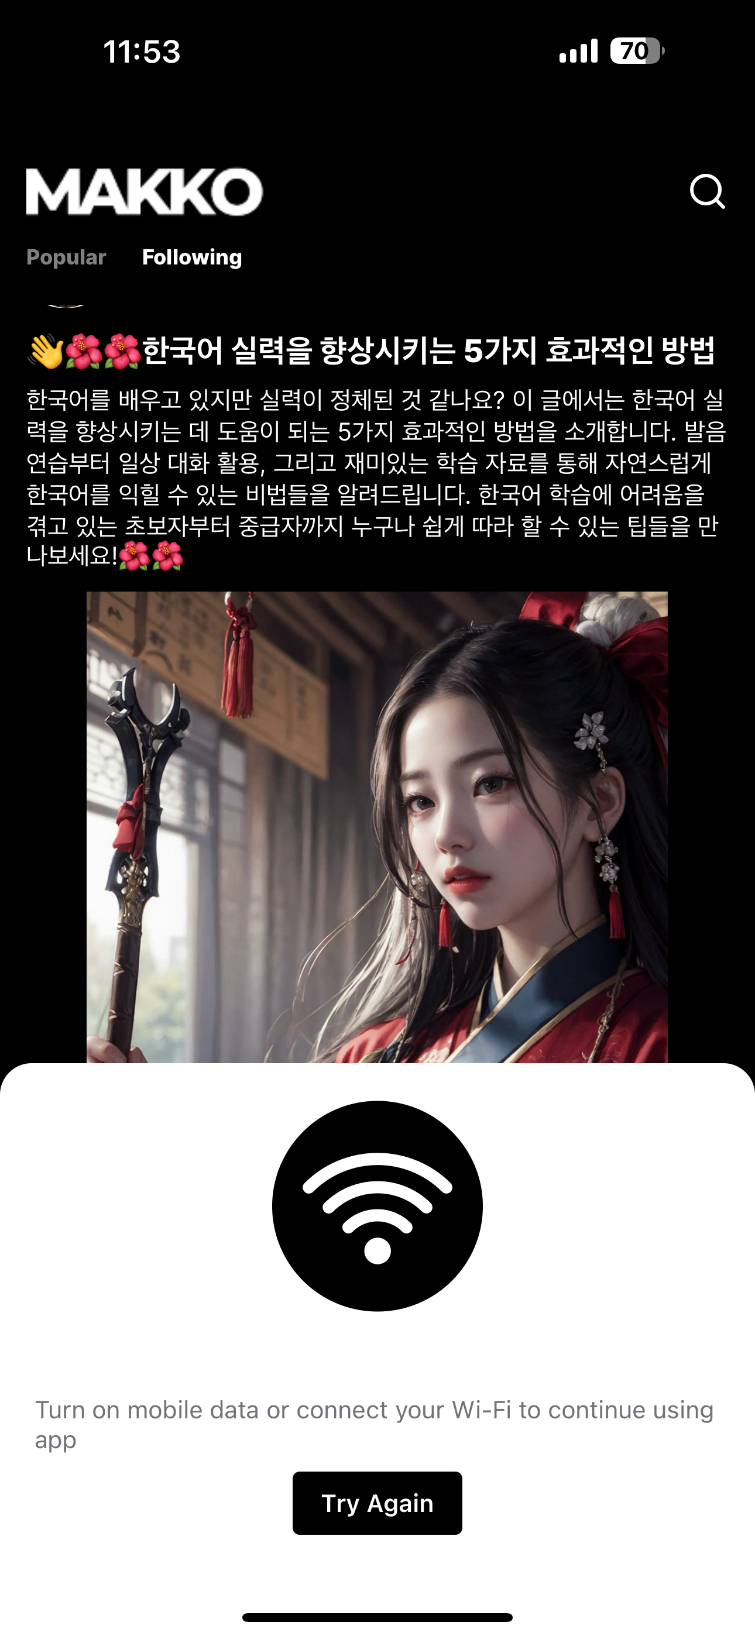 11:53
70
MAKKO
Popular Following
👋🌺🌺한국어 실력을 향상시키는 5가지 효과적인 방법
한국어를 배우고 있지만 실력이 정체된 것 같나요? 이 글에서는 한국어 실
력을 향상시키는 데 도움이 되는 5가지 효과적인 방법을 소개합니다. 발음
연습부터 일상 대화 활용, 그리고 재미있는 학습 자료를 통해 자연스럽게
한국어를 익힐 수 있는 비법들을 알려드립니다. 한국어 학습에 어려움을
겪고 있는 초보자부터 중급자까지 누구나 쉽게 따라 할 수 있는 팁들을 만
나보세요!🌺🌺
Turn on mobile data or connect your Wi-Fi to continue using
app
Try Again